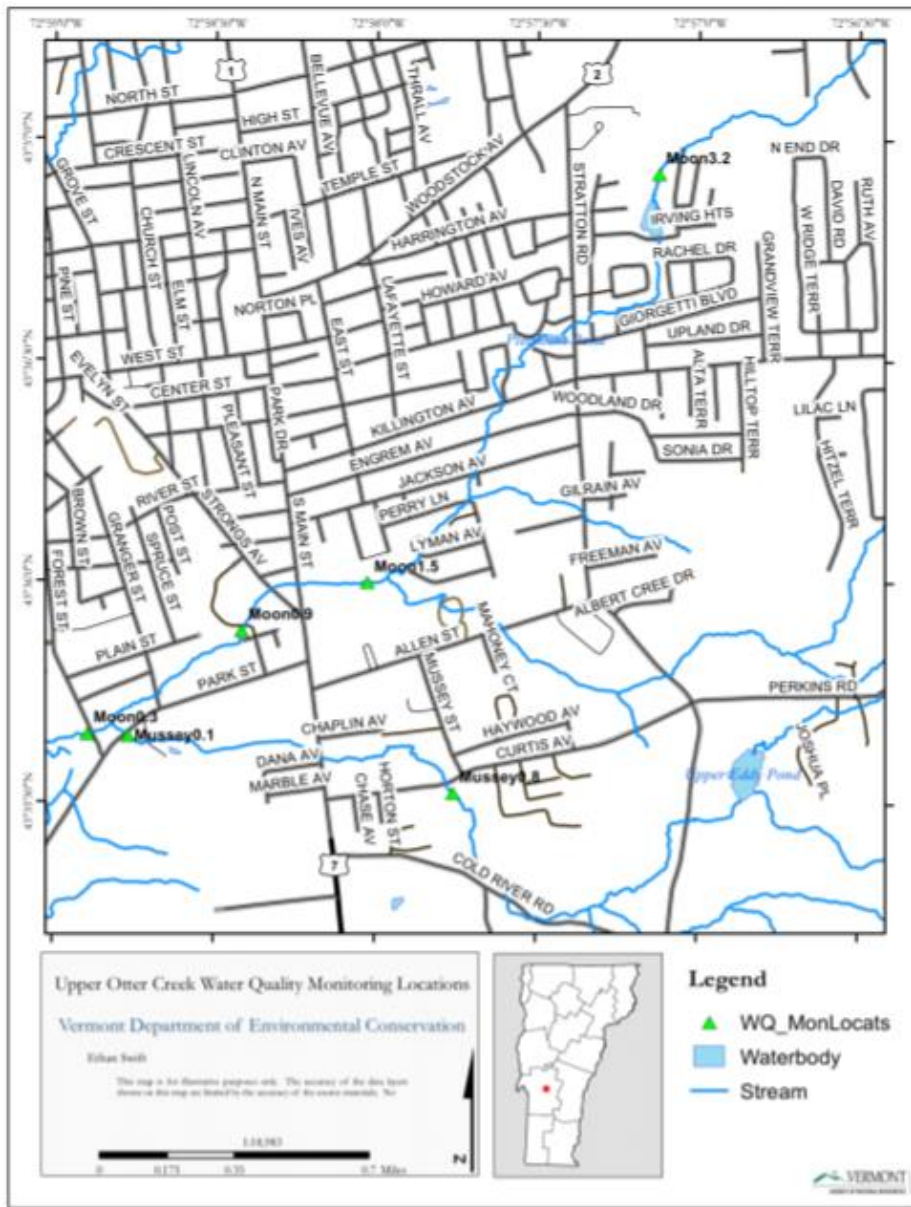 72°58'30"W
72°58'0"W
72°57'30"W
72°57'0"W
72°56'30"W
1
2
NORTH ST
HIGH ST
BELLEVUE AV
THRALL AV
CRESCENT ST
CLINTON AV
TEMPLE ST
WOODSTOCK AV
Moon3.2
N END DR
GROVE ST
LINCOLN AV
N MAIN ST
IVES AV
HARRINGTON AV
STRATTON RD
IRVING HTS
W RIDGE TERR
DAVID RD
RUTH AV
CHURCH ST
RACHEL DR
GRANDVIEW TERR
PINE ST
ELM ST
NORTON PL
EAST ST
LAFAYETTE ST
HOWARD AV
GIORGETTI BLVD
UPLAND DR
WEST ST
EVELYN ST
CENTER ST
PLEASANT ST
PARK DR
KILLINGTON AV
WOODLAND DR
ALTA TERR
HILLTOP TERR
LILAC LN
ENGREM AV
SONIA DR
HITZEL TERR
JACKSON AV
RIVER ST
STRONGS AV
S MAIN ST
PERRY LN
GILRAIN AV
BROWN ST
GRANGER ST
POST ST
SPRUCE ST
LYMAN AV
FREEMAN AV
FOREST ST
Moon1.5
ALBERT CREE DR
Moon0.9
MAHONEY CT
PLAIN ST
ALLEN ST
PARK ST
MUSSEY ST
PERKINS RD
Moon0.3
Mussey0.1
CHAPLIN AV
HAYWOOD AV
CURTIS AV
JOSHUA PL
DANA AV
MARBLE AV
HORTON ST
CHASE AV
Mussey0.8
Upper Eddy Pond
7
COLD RIVER RD
Upper Otter Creek Water Quality Monitoring Locations
Vermont Department of Environmental Conservation
Ethan Swift
This map is for illustrative purposes only. The accuracy of the data layers
shown on this map are limited by the accuracy of the source materials. No
0 0.175 0.35 0.7 Miles
N
Legend
WQ_MonLocats
Waterbody
Stream
VERMONT
AGENCY OF NATURAL RESOURCES